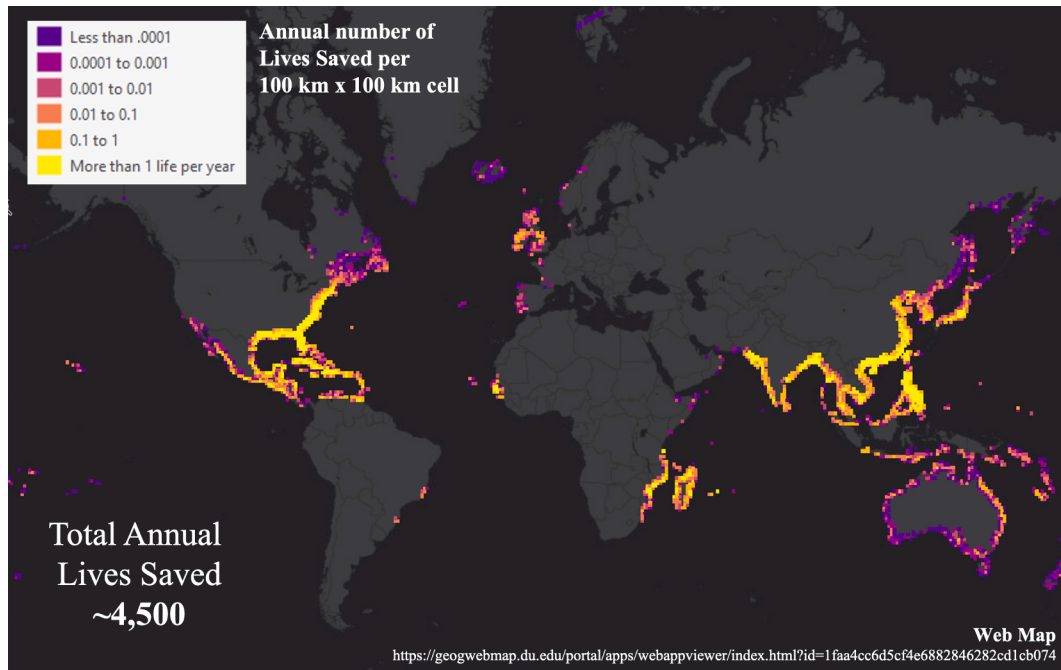 Less than .0001
0.0001 to 0.001
0.001 to 0.01
0.01 to 0.1
0.1 to 1
More than 1 life per year
Annual number of
Lives Saved per
100 km x 100 km cell
Total Annual
Lives Saved
~4,500
Web Map
https://geogwebmap.du.edu/portal/apps/webappviewer/index.html?id=1faa4cc6d5cf4e6882846282cd1cb074